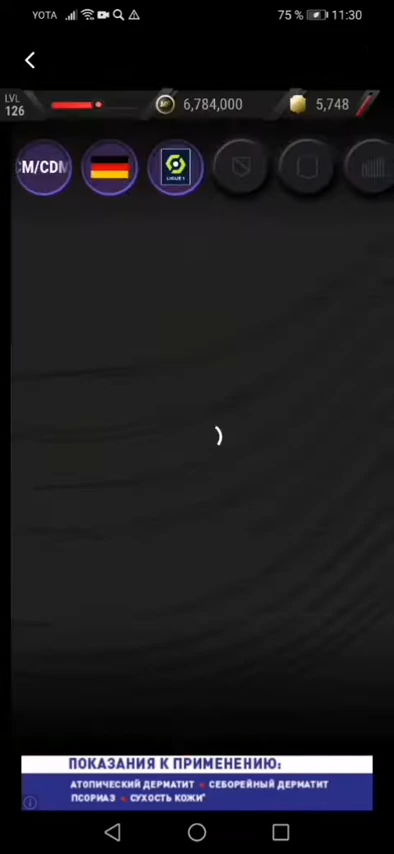 YOTA 75 % 11:30
LVL
126
6,784,000 5,748
CM/CDM
LIGUE 1
ПОКАЗАНИЯ К ПРИМЕНЕНИЮ:
АТОПИЧЕСКИЙ ДЕРМАТИТ • СЕБОРЕЙНЫЙ ДЕРМАТИТ
ПСОРИАЗ • СУХОСТЬ КОЖИ*